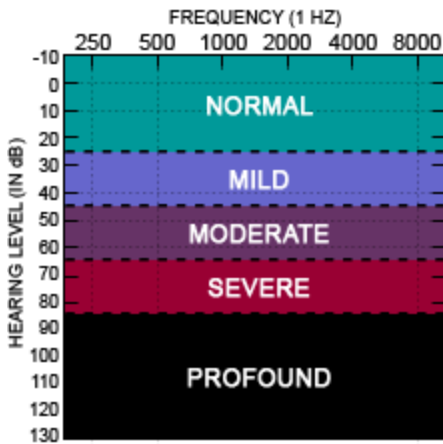 FREQUENCY (1 HZ)
250 500 1000 2000 4000 8000
HEARING LEVEL (IN dB)
-10
0
10
20
30
40
50
60
70
80
90
100
110
120
130
NORMAL
MILD
MODERATE
SEVERE
PROFOUND